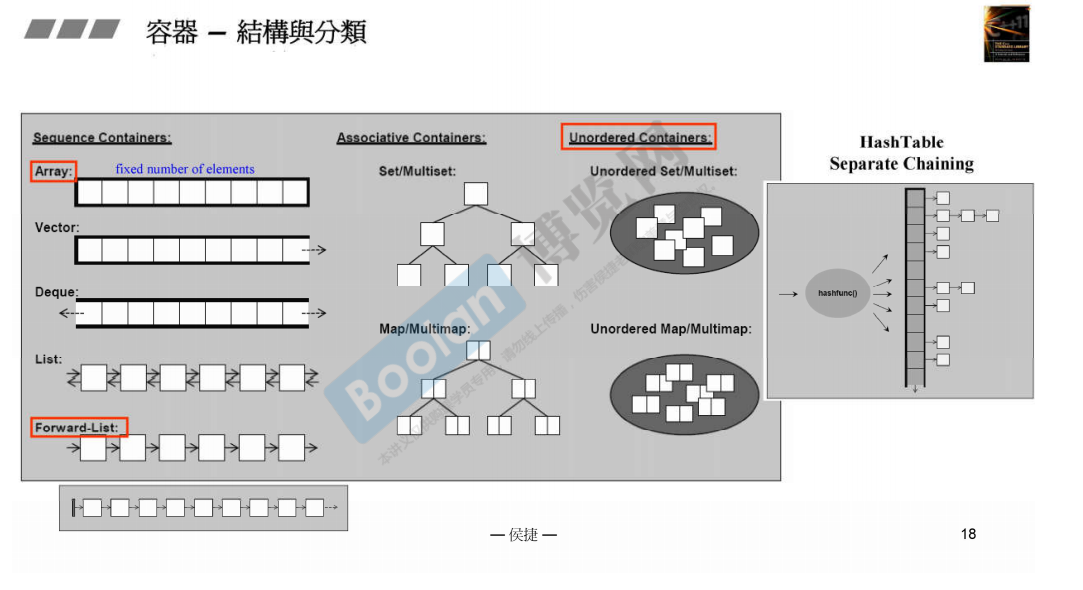 容器 – 結構與分類
C++11
Sequence Containers:
Associative Containers:
Unordered Containers:
Array:
fixed number of elements
Set/Multiset:
Unordered Set/Multiset:
Vector:
Deque:
Map/Multimap:
Unordered Map/Multimap:
List:
Forward-List:
HashTable
Separate Chaining
hashfunc()
Boolan 博览网
— 侯捷 —
18